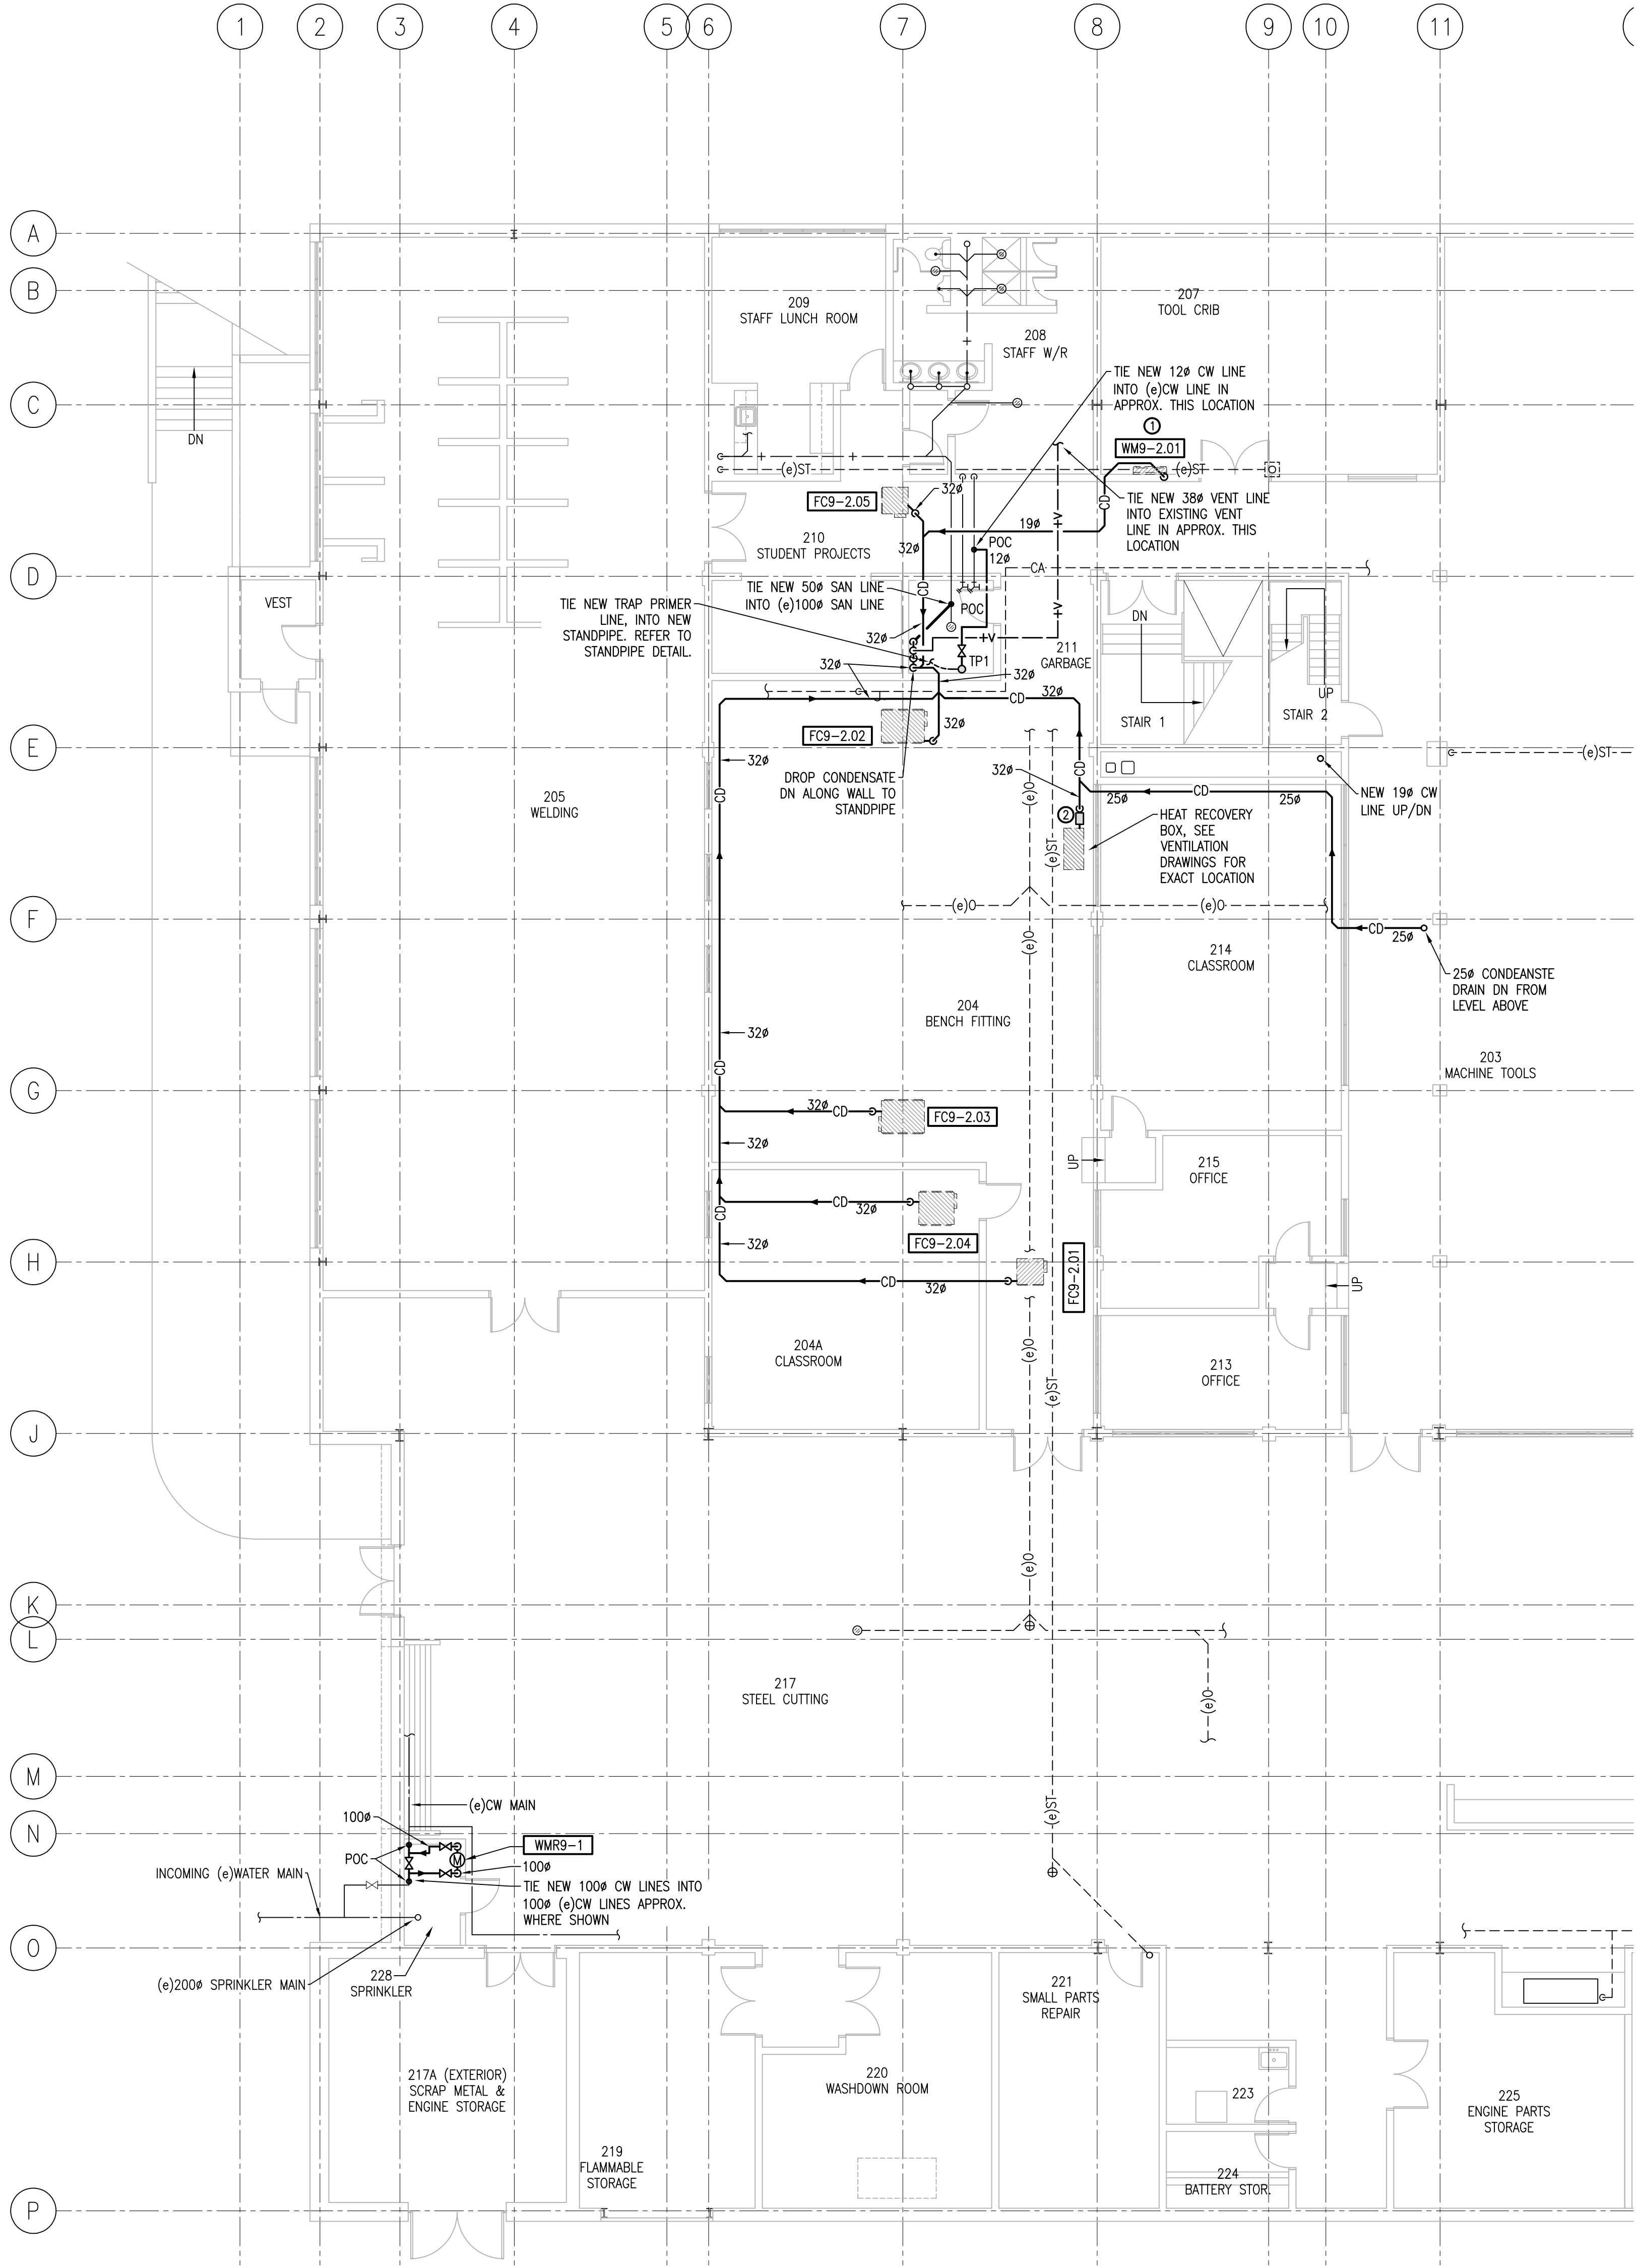 1 2 3 4 5 6 7 8 9 10 11
A
B
207
TOOL CRIB
209
STAFF LUNCH ROOM
208
STAFF W/R
TIE NEW 12ø CW LINE
INTO (e)CW LINE IN
APPROX. THIS LOCATION
C
1
WM9-2.01
DN
(e)ST
(e)ST
FC9-2.05
32ø
CD
TIE NEW 38ø VENT LINE
INTO EXISTING VENT
LINE IN APPROX. THIS
LOCATION
+V
19ø
32ø
POC
12ø
210
STUDENT PROJECTS
CA
D
CD
TIE NEW 50ø SAN LINE
INTO (e)100ø SAN LINE
POC
VEST
TIE NEW TRAP PRIMER
LINE, INTO NEW
STANDPIPE. REFER TO
STANDPIPE DETAIL.
+V
DN
32ø
+V
211
GARBAGE
TP1
32ø
32ø
CD
32ø
UP
STAIR 1
STAIR 2
32ø
FC9-2.02
E
(e)ST
32ø
DROP CONDENSATE
DN ALONG WALL TO
STANDPIPE
32ø
CD
CD
25ø
CD
25ø
NEW 19ø CW
LINE UP/DN
205
WELDING
CD
(e)O
2
HEAT RECOVERY
BOX, SEE
VENTILATION
DRAWINGS FOR
EXACT LOCATION
(e)ST
F
(e)O
(e)O
(e)O
CD
25ø
214
CLASSROOM
25ø CONDEANSTE
DRAIN DN FROM
LEVEL ABOVE
204
BENCH FITTING
32ø
203
MACHINE TOOLS
CD
G
32ø
CD
FC9-2.03
32ø
UP
215
OFFICE
CD
CD
32ø
32ø
FC9-2.04
H
FC9-2.01
CD
32ø
UP
204A
CLASSROOM
(e)O
213
OFFICE
(e)ST
J
(e)O
K
L
217
STEEL CUTTING
(e)O
M
(e)CW MAIN
(e)ST
100ø
N
WMR9-1
POC
M
100ø
INCOMING (e)WATER MAIN
TIE NEW 100ø CW LINES INTO
100ø (e)CW LINES APPROX.
WHERE SHOWN
O
(e)200ø SPRINKLER MAIN
228
SPRINKLER
221
SMALL PARTS
REPAIR
217A (EXTERIOR)
SCRAP METAL &
ENGINE STORAGE
220
WASHDOWN ROOM
223
225
ENGINE PARTS
STORAGE
219
FLAMMABLE
STORAGE
224
BATTERY STOR.
P